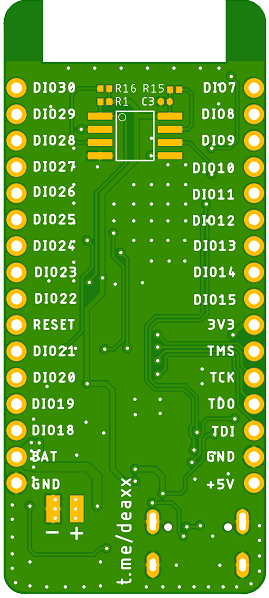 DIO30 R16 R15 DIO7
DIO29 R1 C3 DIO8
DIO28 DIO9
DIO27 DIO10
DIO26 DIO11
DIO25 DIO12
DIO24 DIO13
DIO23 DIO14
DIO22 DIO15
RESET 3V3
DIO21 TMS
DIO20 TCK
DIO19 TDO
DIO18 TDI
BAT GND
GND +5V
- +
t.me/deaxx